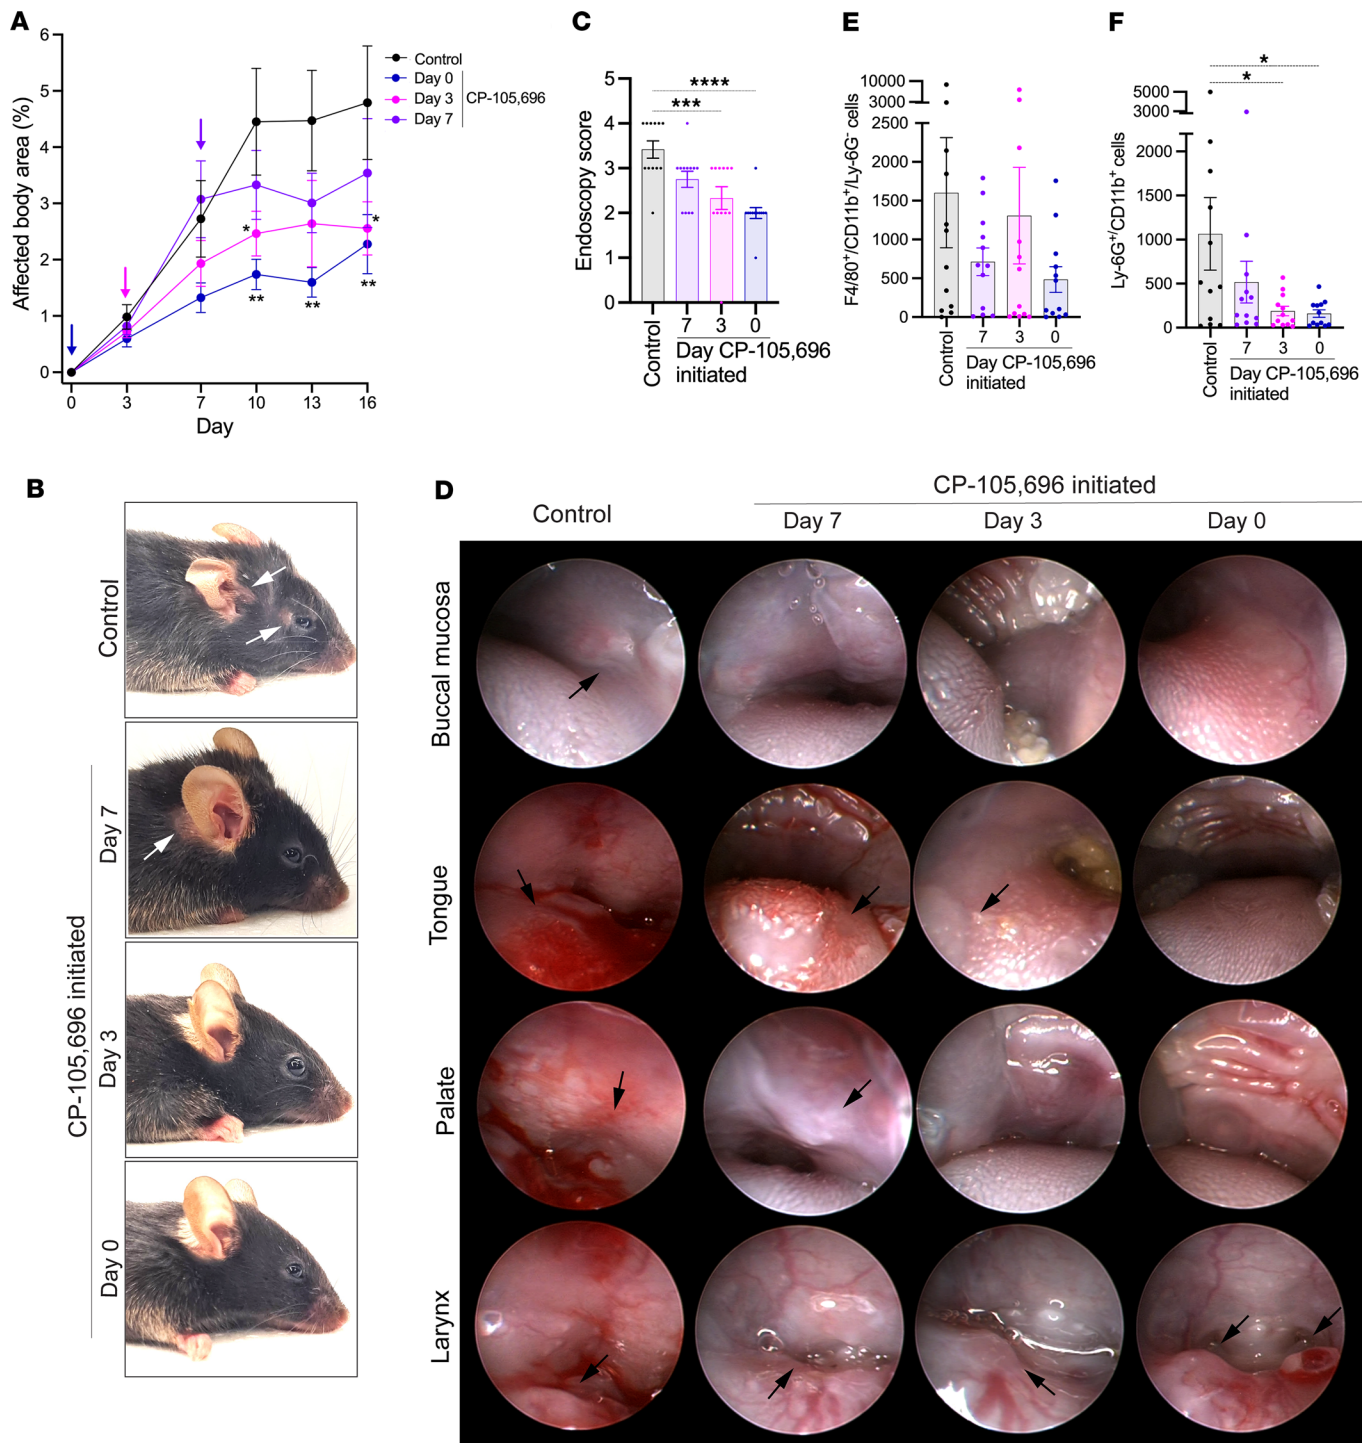 A
Affected body area (%)
6
5
4
3
2
1
0
0
3
7
10
13
16
Day
Control
Day 0
Day 3
Day 7
CP-105,696
*
**
**
*
**
C
Endoscopy score
5
4
3
2
1
0
****
***
Control
7
3
0
Day CP-105,696
initiated
E
F4/80⁺/CD11b⁺/Ly-6G⁻ cells
10000
3000
2500
2000
1500
1000
500
0
Control
7
3
0
Day CP-105,696
initiated
F
Ly-6G⁺/CD11b⁺ cells
5000
3000
2000
1500
1000
500
0
*
*
Control
7
3
0
Day CP-105,696
initiated
B
Control
CP-105,696 initiated
Day 7
Day 3
Day 0
D
CP-105,696 initiated
Control
Day 7
Day 3
Day 0
Buccal mucosa
Tongue
Palate
Larynx